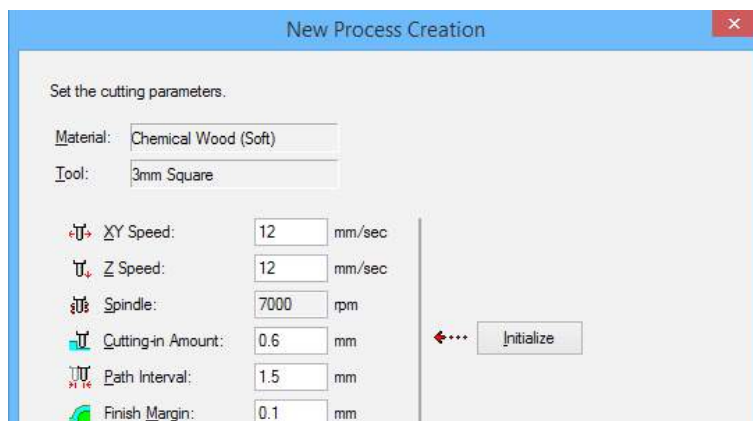 New Process Creation
Set the cutting parameters.
Material: Chemical Wood (Soft)
Tool: 3mm Square
XY Speed: 12 mm/sec
Z Speed: 12 mm/sec
Spindle: 7000 rpm
Cutting-in Amount: 0.6 mm Initialize
Path Interval: 1.5 mm
Finish Margin: 0.1 mm